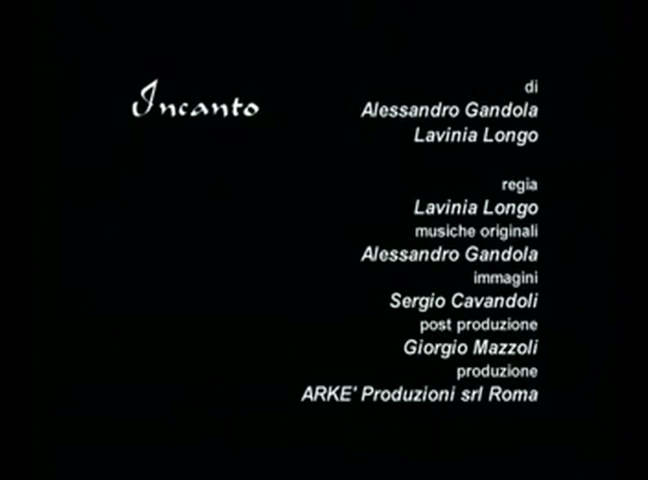 Incanto
di
Alessandro Gandola
Lavinia Longo
regia
Lavinia Longo
musiche originali
Alessandro Gandola
immagini
Sergio Cavandoli
post produzione
Giorgio Mazzoli
produzione
ARKE' Produzioni srl Roma